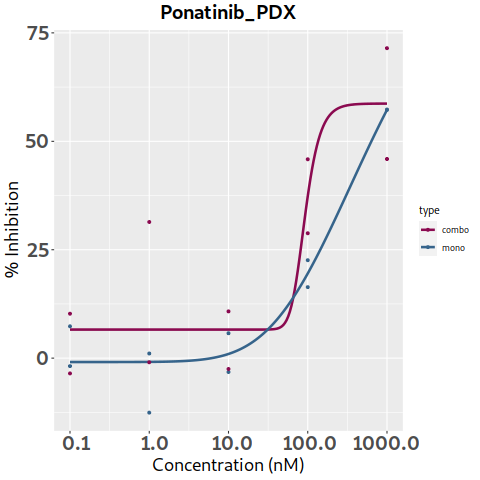 Ponatinib_PDX
% Inhibition
75
50
25
0
0.1 1.0 10.0 100.0 1000.0
Concentration (nM)
type
combo
mono